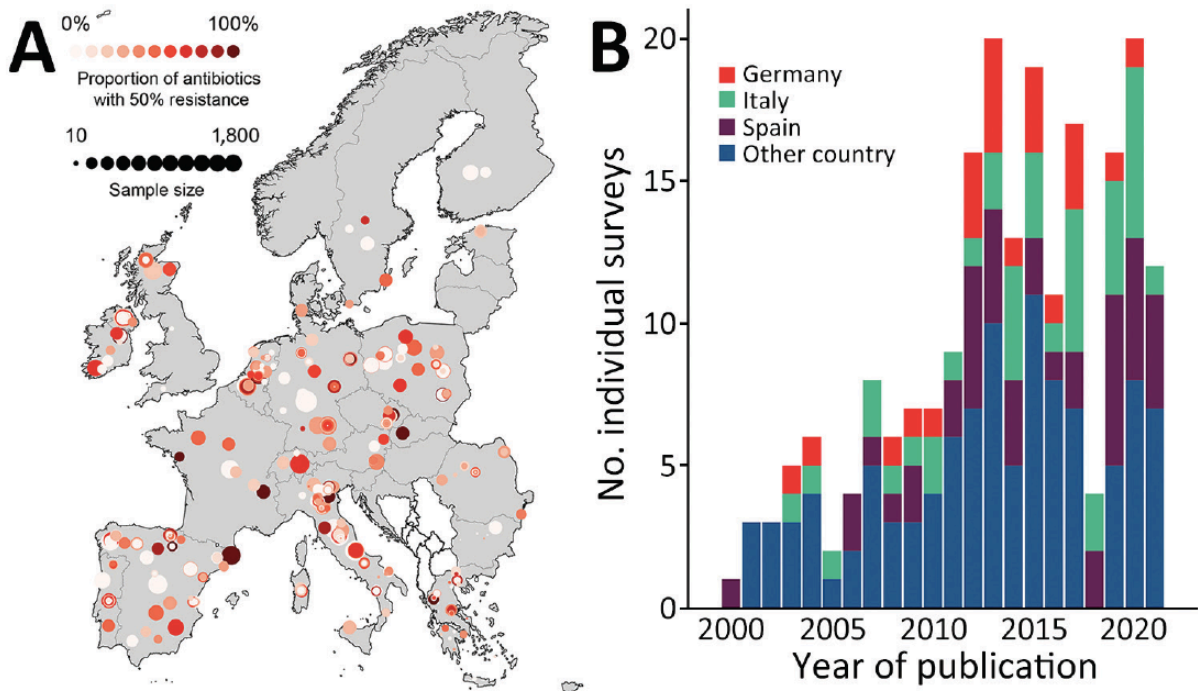 A
0% 100%
Proportion of antibiotics
with 50% resistance
10 1,800
Sample size
B
Germany
Italy
Spain
Other country
No. individual surveys
20
15
10
5
0
2000 2005 2010 2015 2020
Year of publication